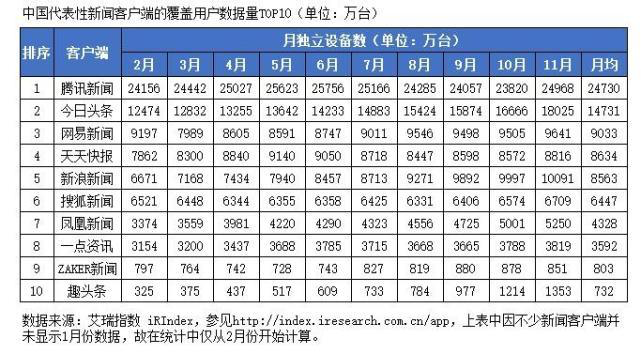 中国代表性新闻客户端的覆盖用户数据量TOP10（单位：万台）
排序 客户端 月独立设备数（单位：万台）
2月 3月 4月 5月 6月 7月 8月 9月 10月 11月 月均
1 腾讯新闻 24156 24442 25027 25623 25756 25166 24285 24057 23820 24968 24730
2 今日头条 12474 12832 13255 13642 14233 14883 15424 15874 16666 18025 14731
3 网易新闻 9197 7989 8605 8591 8747 9011 9546 9498 9505 9641 9033
4 天天快报 7862 8300 8840 9140 9050 8718 8447 8598 8572 8816 8634
5 新浪新闻 6671 7168 7434 7940 8457 8713 9271 9892 9997 10091 8563
6 搜狐新闻 6521 6448 6344 6355 6358 6425 6331 6406 6574 6709 6447
7 凤凰新闻 3374 3559 3981 4220 4290 4323 4556 4725 5001 5250 4328
8 一点资讯 3154 3200 3437 3688 3785 3715 3668 3665 3788 3819 3592
9 ZAKER新闻 797 764 742 728 743 827 819 880 878 851 803
10 趣头条 325 375 437 517 609 733 784 977 1214 1353 732
数据来源：艾瑞指数 iRIndex，参见http://index.iresearch.com.cn/app，上表中因不少新闻客户端并
未显示1月份数据，故在统计中仅从2月份开始计算。